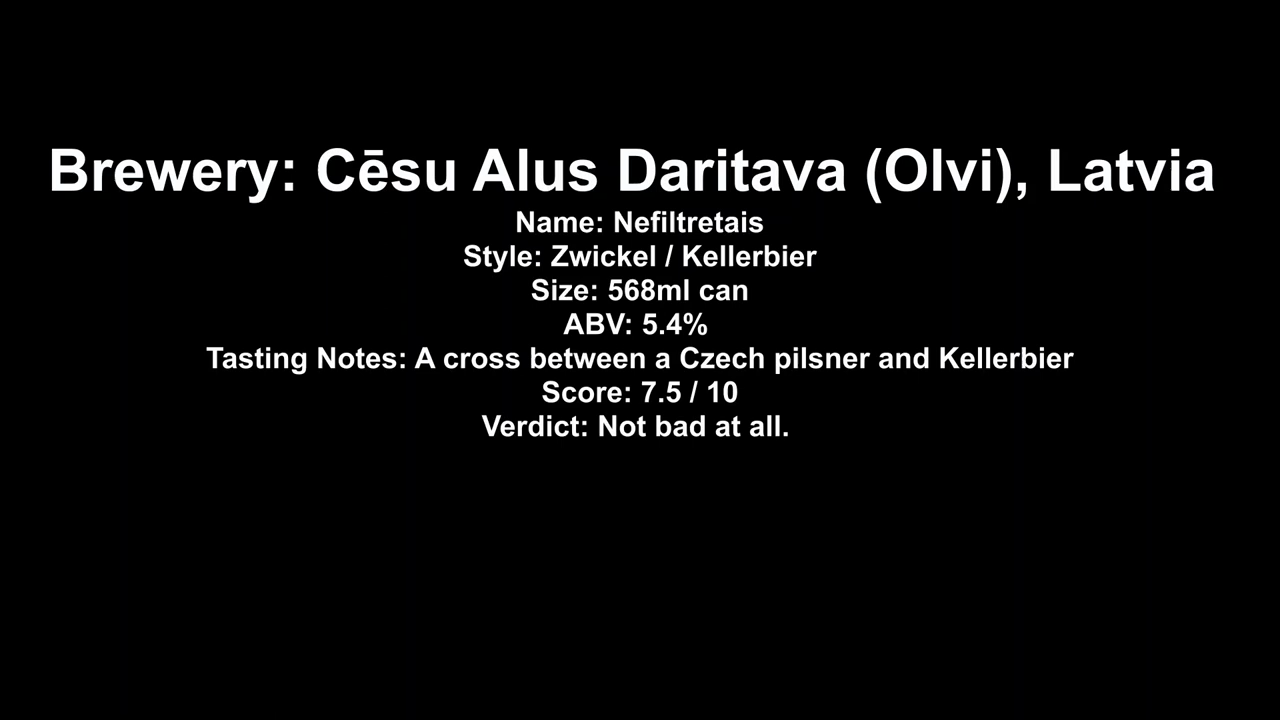 Brewery: Cēsu Alus Daritava (Olvi), Latvia
Name: Nefiltretais
Style: Zwickel / Kellerbier
Size: 568ml can
ABV: 5.4%
Tasting Notes: A cross between a Czech pilsner and Kellerbier
Score: 7.5 / 10
Verdict: Not bad at all.